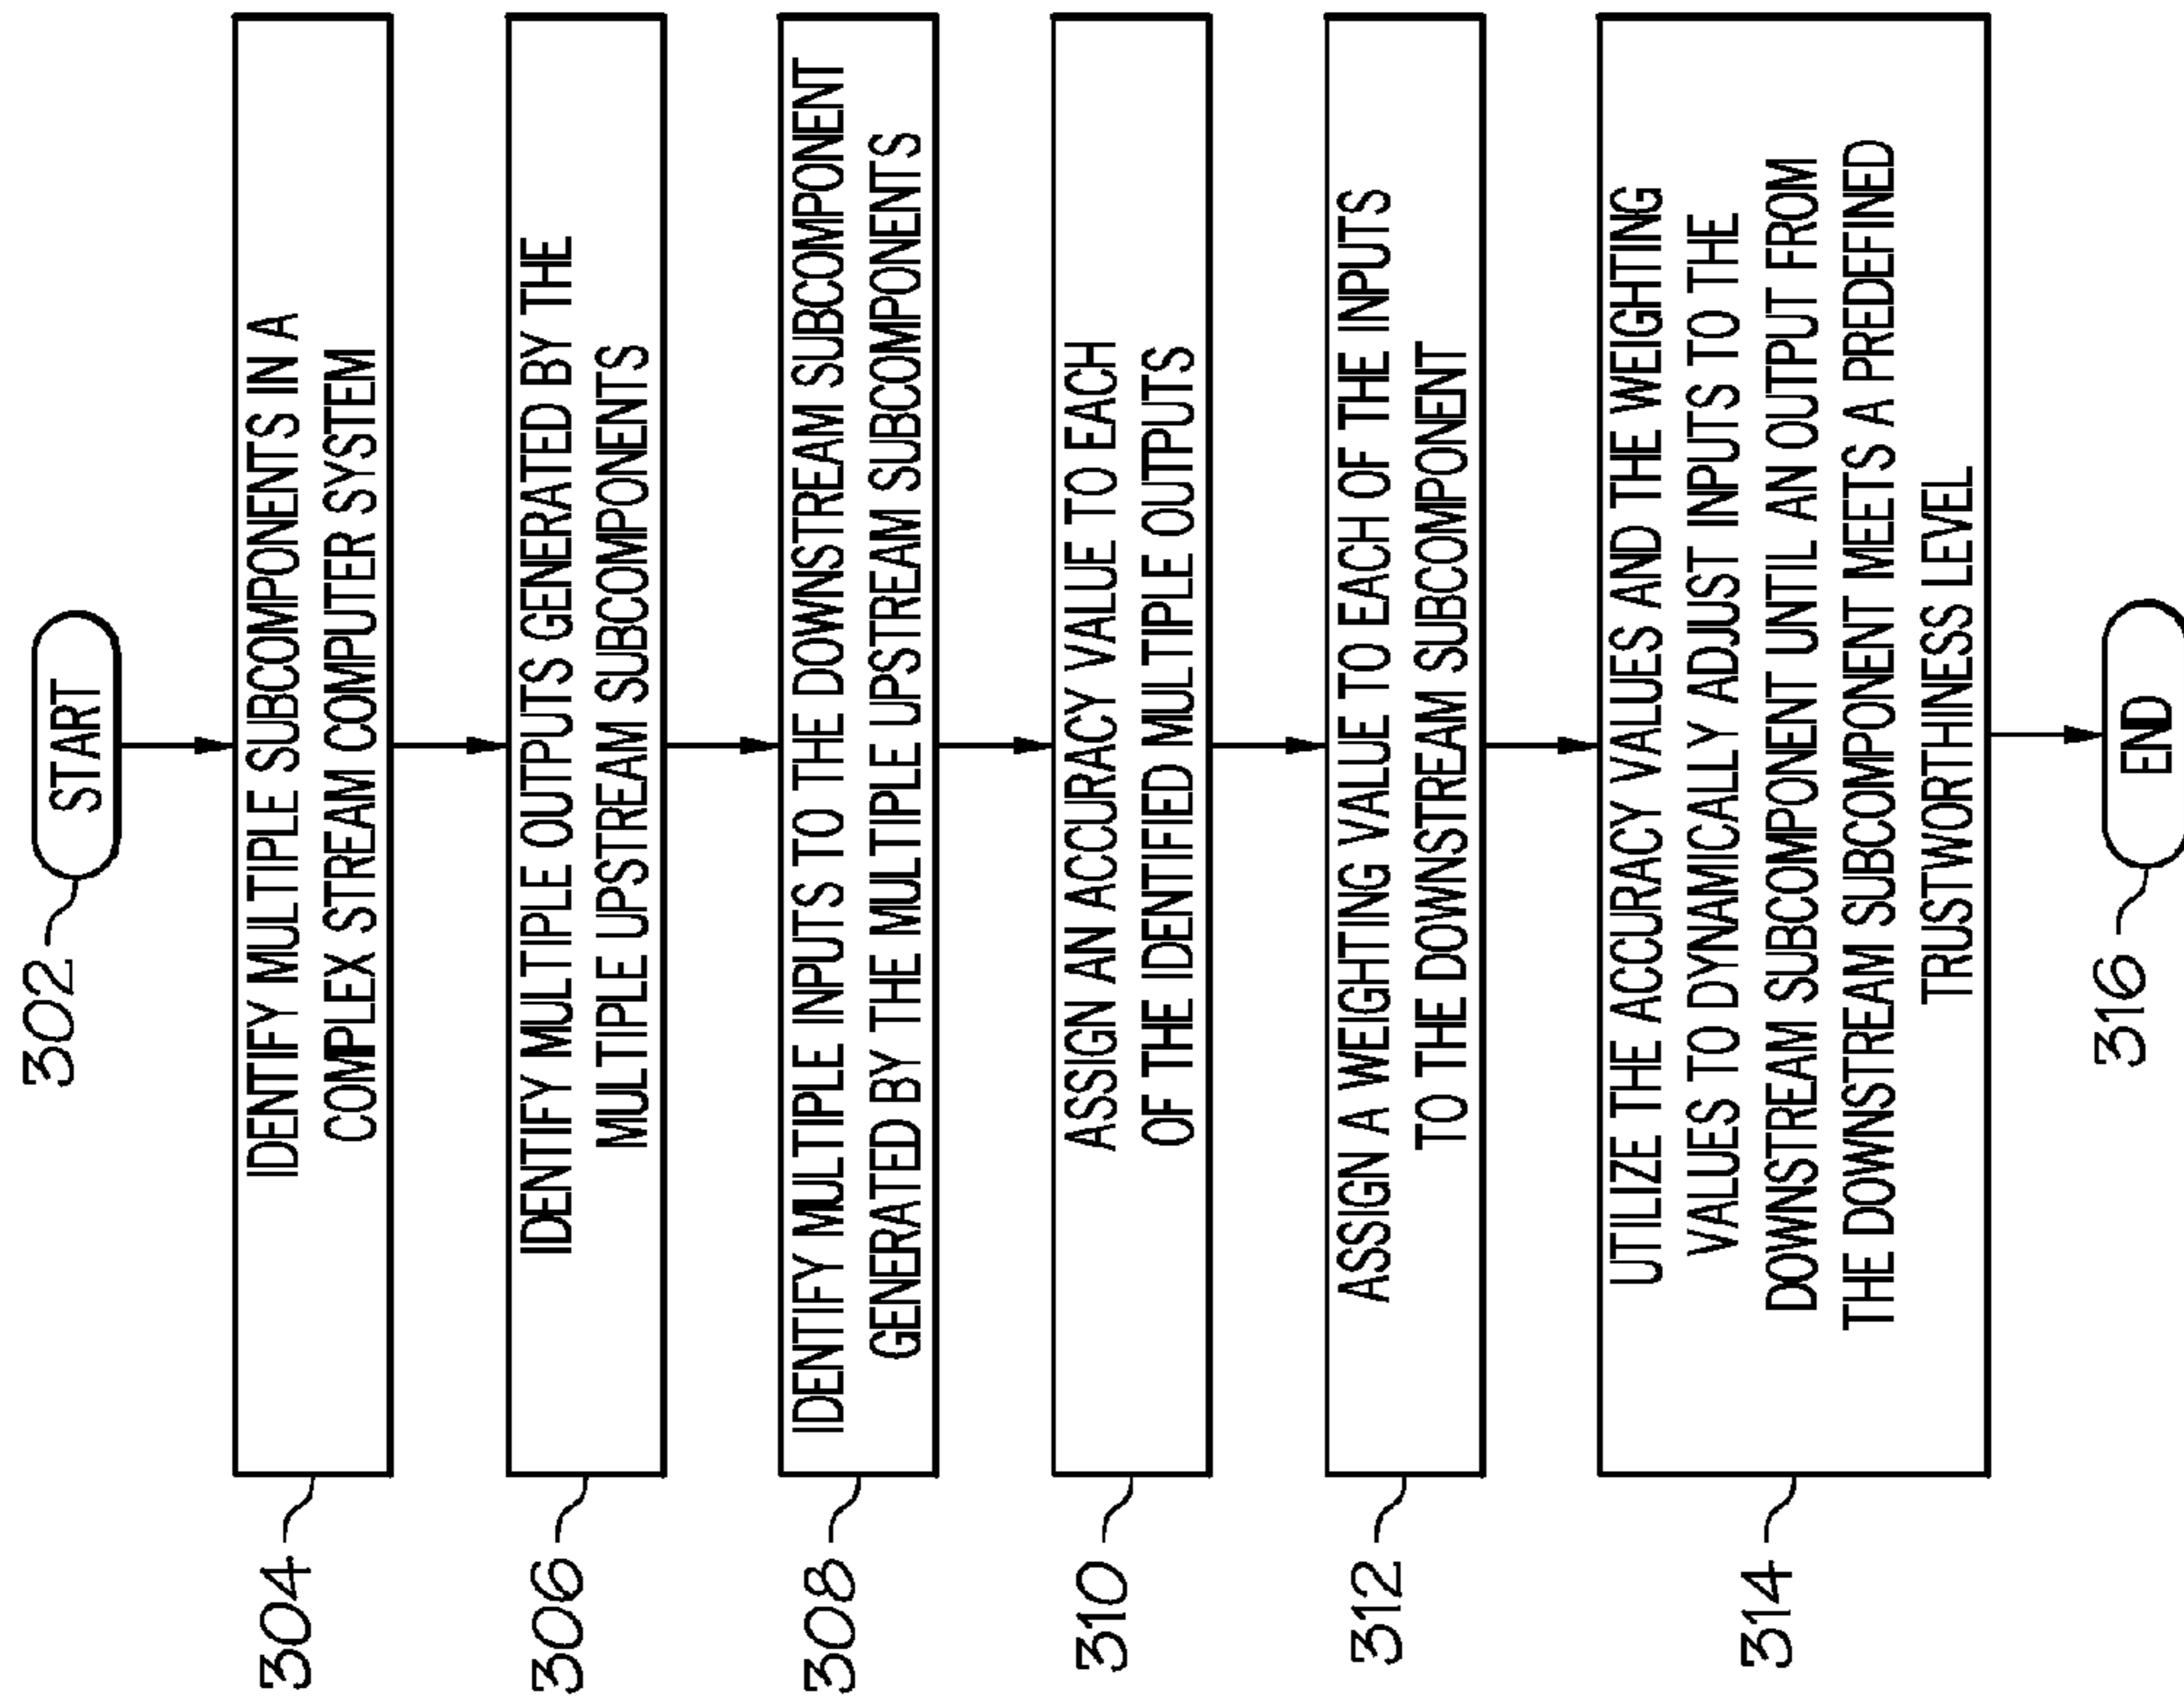 302
START
304
IDENTIFY MULTIPLE SUBCOMPONENTS IN A
COMPLEX STREAM COMPUTER SYSTEM
306
IDENTIFY MULTIPLE OUTPUTS GENERATED BY THE
MULTIPLE UPSTREAM SUBCOMPONENTS
308
IDENTIFY MULTIPLE INPUTS TO THE DOWNSTREAM SUBCOMPONENT
GENERATED BY THE MULTIPLE UPSTREAM SUBCOMPONENTS
310
ASSIGN AN ACCURACY VALUE TO EACH
OF THE IDENTIFIED MULTIPLE OUTPUTS
312
ASSIGN A WEIGHTING VALUE TO EACH OF THE INPUTS
TO THE DOWNSTREAM SUBCOMPONENT
314
UTILIZE THE ACCURACY VALUES AND THE WEIGHTING
VALUES TO DYNAMICALLY ADJUST INPUTS TO THE
DOWNSTREAM SUBCOMPONENT UNTIL AN OUTPUT FROM
THE DOWNSTREAM SUBCOMPONENT MEETS A PREDEFINED
TRUSTWORTHINESS LEVEL
316
END